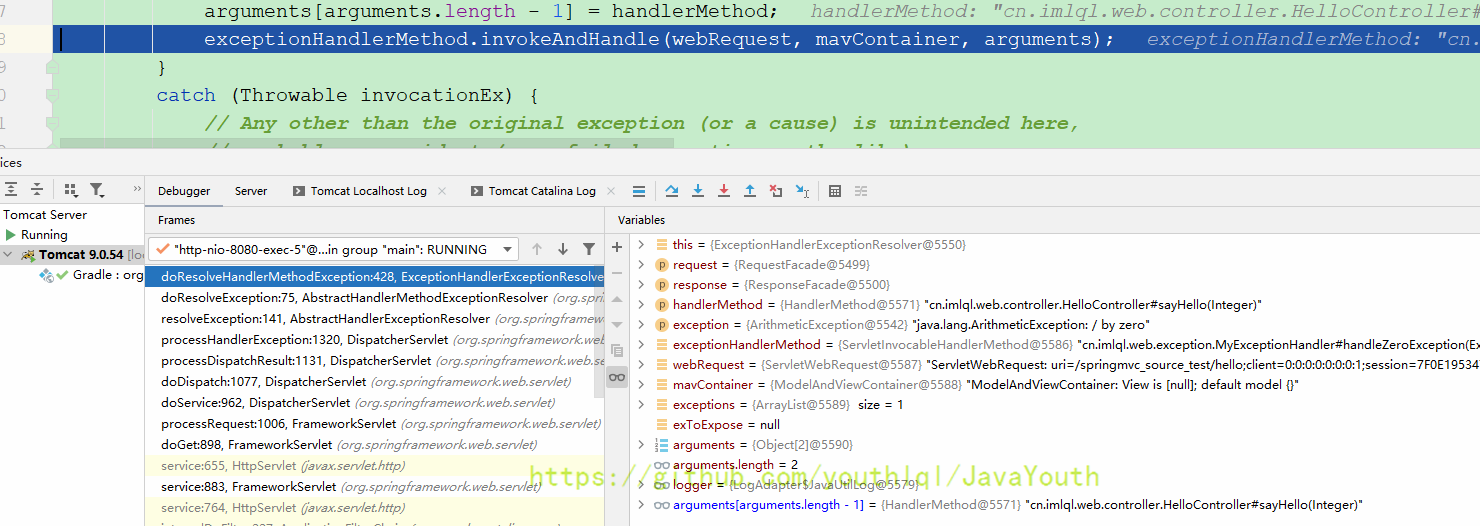 7 arguments[arguments.length - 1] = handlerMethod; handlerMethod: "cn.imlql.web.controller.HelloController#
8 exceptionHandlerMethod.invokeAndHandle(webRequest, mavContainer, arguments); exceptionHandlerMethod: "cn.
9 }
0 catch (Throwable invocationEx) {
1 // Any other than the original exception (or a cause) is unintended here,
ices
Debugger Server Tomcat Localhost Log Tomcat Catalina Log
Tomcat Server
Frames
Variables
Running
"http-nio-8080-exec-5"@...in group "main": RUNNING
Tomcat 9.0.54 [loc
Gradle : org
doResolveHandlerMethodException:428, ExceptionHandlerExceptionResolve
doResolveException:75, AbstractHandlerMethodExceptionResolver (org.spring
resolveException:141, AbstractHandlerExceptionResolver (org.springframew
processHandlerException:1320, DispatcherServlet (org.springframework.web
processDispatchResult:1131, DispatcherServlet (org.springframework.web.s
doDispatch:1077, DispatcherServlet (org.springframework.web.servlet)
doService:962, DispatcherServlet (org.springframework.web.servlet)
processRequest:1006, FrameworkServlet (org.springframework.web.servlet)
doGet:898, FrameworkServlet (org.springframework.web.servlet)
service:655, HttpServlet (javax.servlet.http)
service:883, FrameworkServlet (org.springframework.web.servlet)
service:764, HttpServlet (javax.servlet.http)
this = {ExceptionHandlerExceptionResolver@5550}
request = {RequestFacade@5499}
response = {ResponseFacade@5500}
handlerMethod = {HandlerMethod@5571} "cn.imlql.web.controller.HelloController#sayHello(Integer)"
exception = {ArithmeticException@5542} "java.lang.ArithmeticException: / by zero"
exceptionHandlerMethod = {ServletInvocableHandlerMethod@5586} "cn.imlql.web.exception.MyExceptionHandler#handleZeroException(Ex
webRequest = {ServletWebRequest@5587} "ServletWebRequest: uri=/springmvc_source_test/hello;client=0:0:0:0:0:0:0:1;session=7F0E19534
mavContainer = {ModelAndViewContainer@5588} "ModelAndViewContainer: View is [null]; default model {}"
exceptions = {ArrayList@5589} size = 1
exToExpose = null
arguments = {Object[2]@5590}
arguments.length = 2
logger = {LogAdapter$JavaUtilLog@5579}
arguments[arguments.length - 1] = {HandlerMethod@5571} "cn.imlql.web.controller.HelloController#sayHello(Integer)"
https://github.com/youthlql/JavaYouth